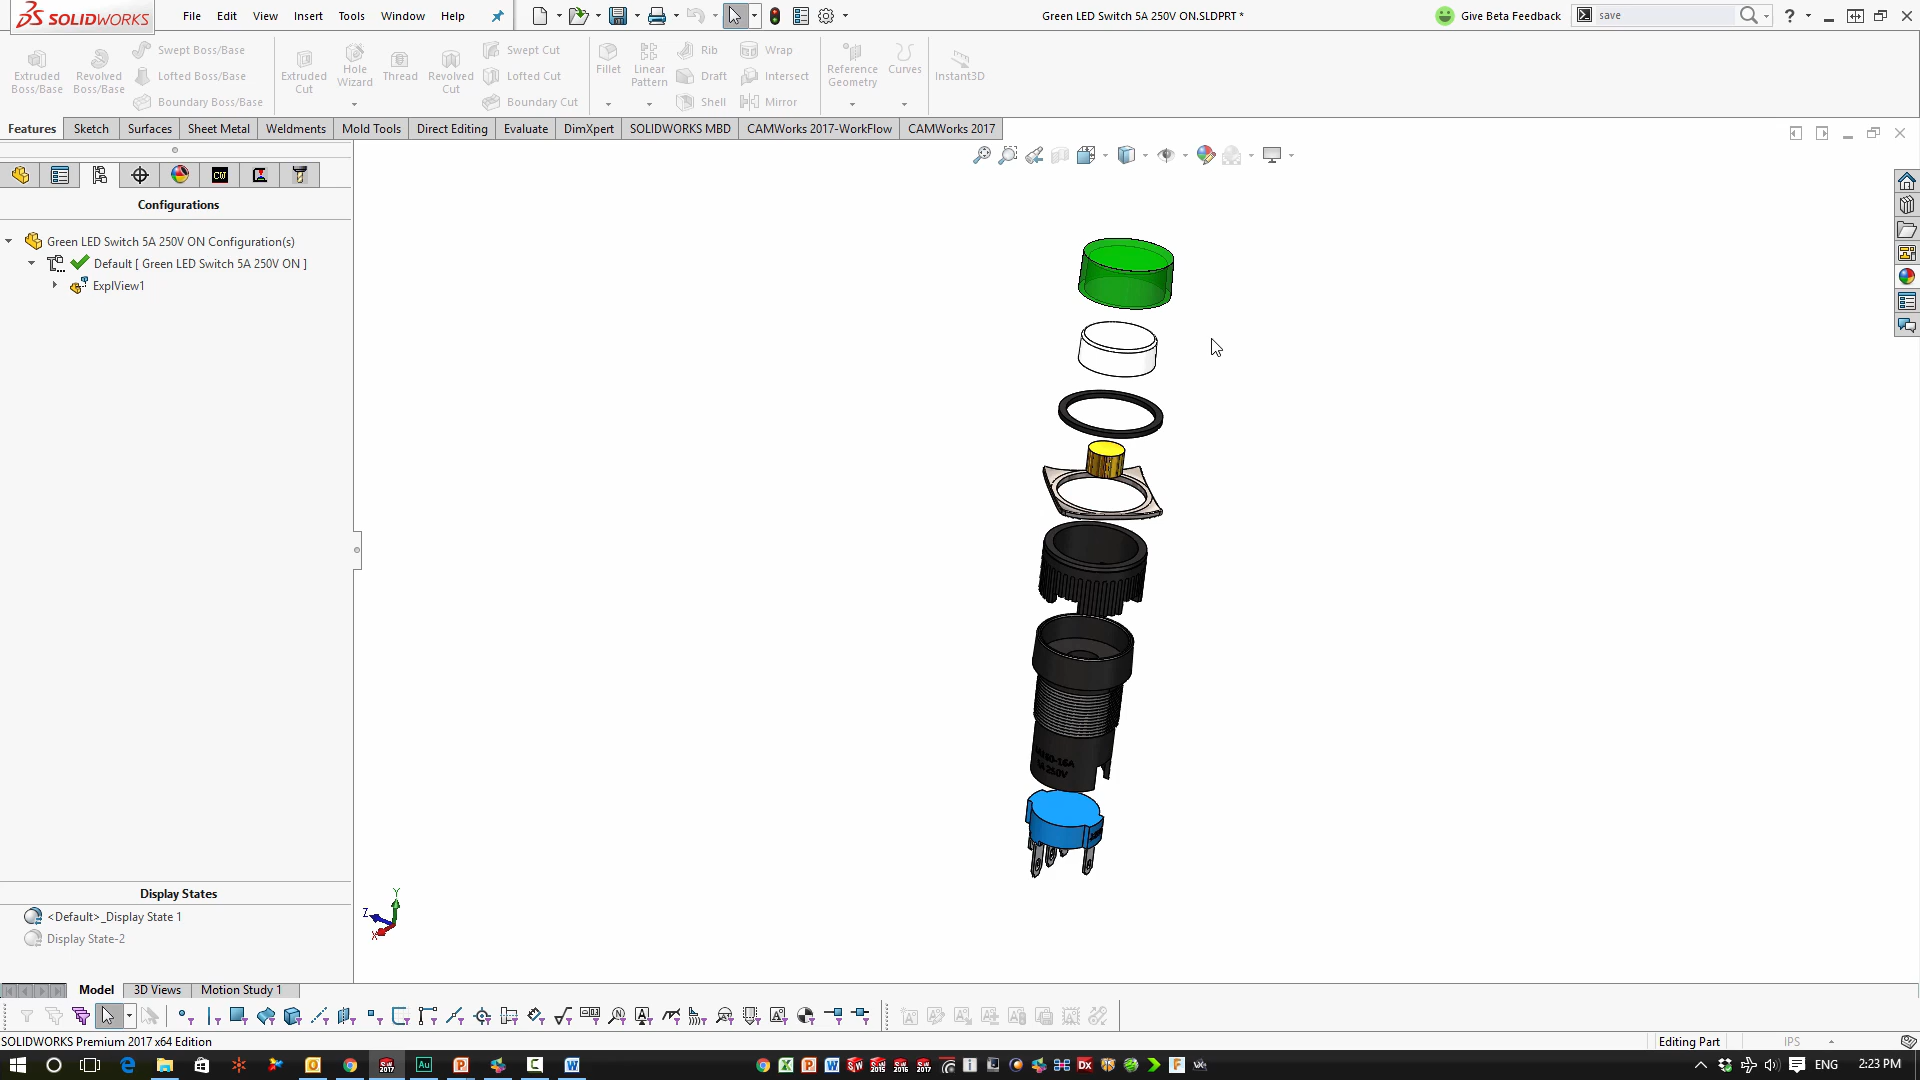 SOLIDWORKS File Edit View Insert Tools Window Help Green LED Switch 5A 250V ON.SLDPRT * Give Beta Feedback save ?
Extruded Boss/Base
Revolved Boss/Base
Swept Boss/Base
Lofted Boss/Base
Boundary Boss/Base
Extruded Cut
Hole Wizard
Thread
Revolved Cut
Swept Cut
Lofted Cut
Boundary Cut
Fillet
Linear Pattern
Rib
Draft
Shell
Wrap
Intersect
Mirror
Reference Geometry
Curves
Instant3D
Features Sketch Surfaces Sheet Metal Weldments Mold Tools Direct Editing Evaluate DimXpert SOLIDWORKS MBD CAMWorks 2017-WorkFlow CAMWorks 2017
CW
Configurations
Green LED Switch 5A 250V ON Configuration(s)
Default [ Green LED Switch 5A 250V ON ]
ExplView1
5A 250V
Display States
<Default>_Display State 1
Display State-2
Y
Z
X
Model 3D Views Motion Study 1
SOLIDWORKS Premium 2017 x64 Edition Editing Part IPS
ENG 2:23 PM